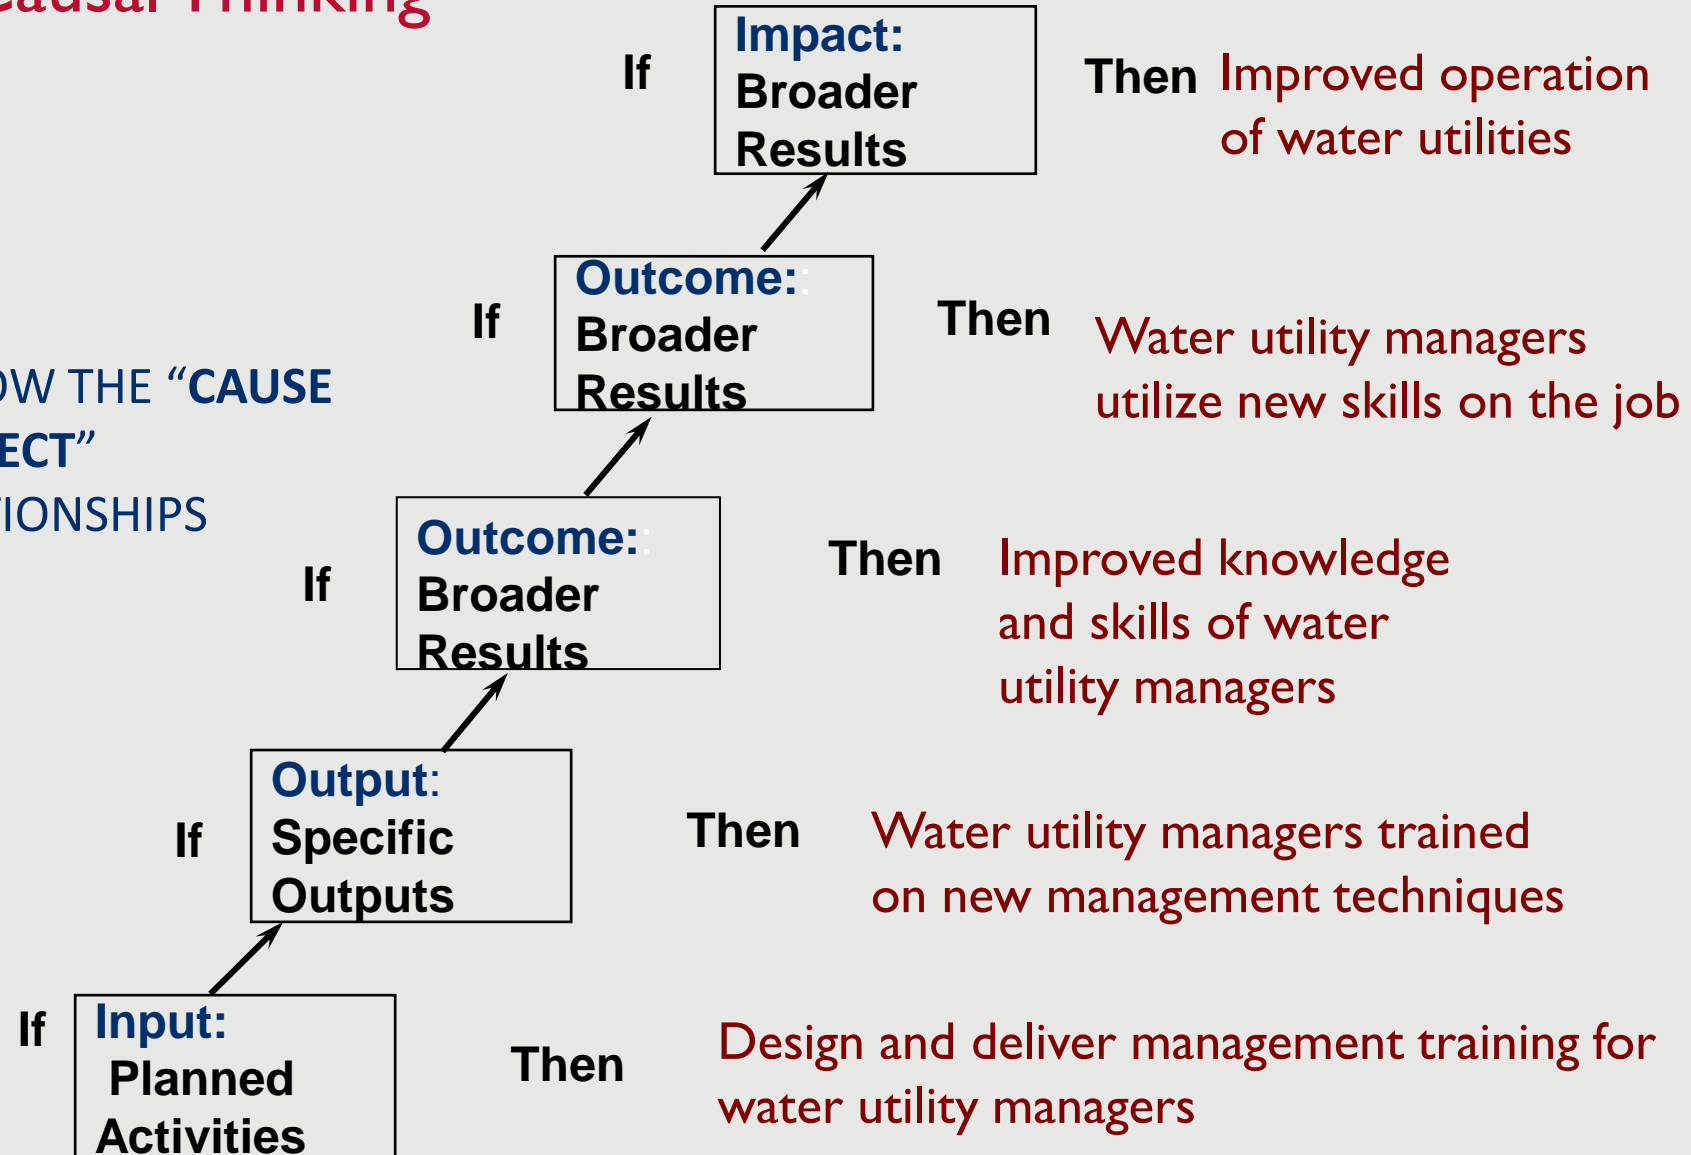 Causal Thinking
If
Impact:
Broader
Results
Then
Improved operation
of water utilities
If
Outcome::
Broader
Results
Then
Water utility managers
utilize new skills on the job
THE “CAUSE
RELATIONSHIPS
If
Outcome::
Broader
Results
Then
Improved knowledge
and skills of water
utility managers
If
Output:
Specific
Outputs
Then
Water utility managers trained
on new management techniques
If
Input:
Planned
Activities
Then
Design and deliver management training for
water utility managers